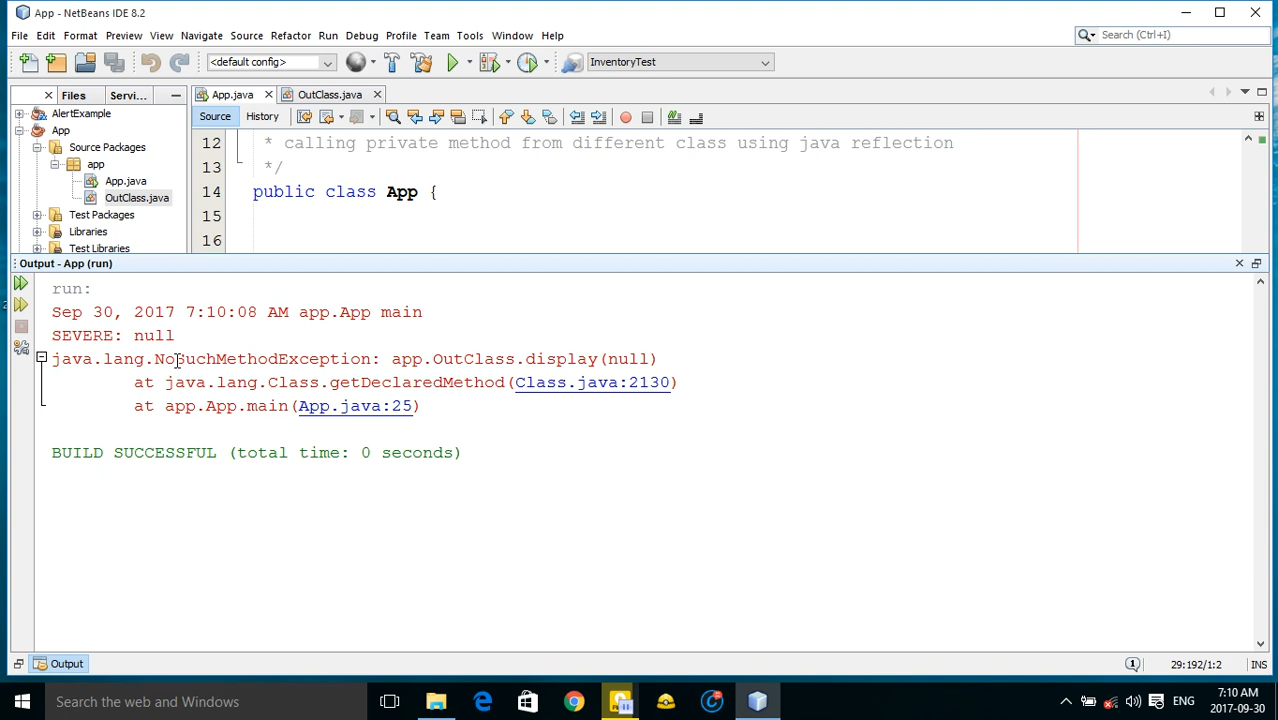 App - NetBeans IDE 8.2
File Edit Format Preview View Navigate Source Refactor Run Debug Profile Team Tools Window Help
Search (Ctrl+I)
<default config>
InventoryTest
Files Servi...
App.java OutClass.java
AlertExample
App
Source Packages
app
App.java
OutClass.java
Test Packages
Libraries
Test Libraries
Source History
12 * calling private method from different class using java reflection
13 */
14 public class App {
15
16
Output - App (run)
run:
Sep 30, 2017 7:10:08 AM app.App main
SEVERE: null
java.lang.NoSuchMethodException: app.OutClass.display(null)
at java.lang.Class.getDeclaredMethod(Class.java:2130)
at app.App.main(App.java:25)
BUILD SUCCESSFUL (total time: 0 seconds)
Output
1
29:192/1:2
INS
Search the web and Windows
ENG
7:10 AM
2017-09-30